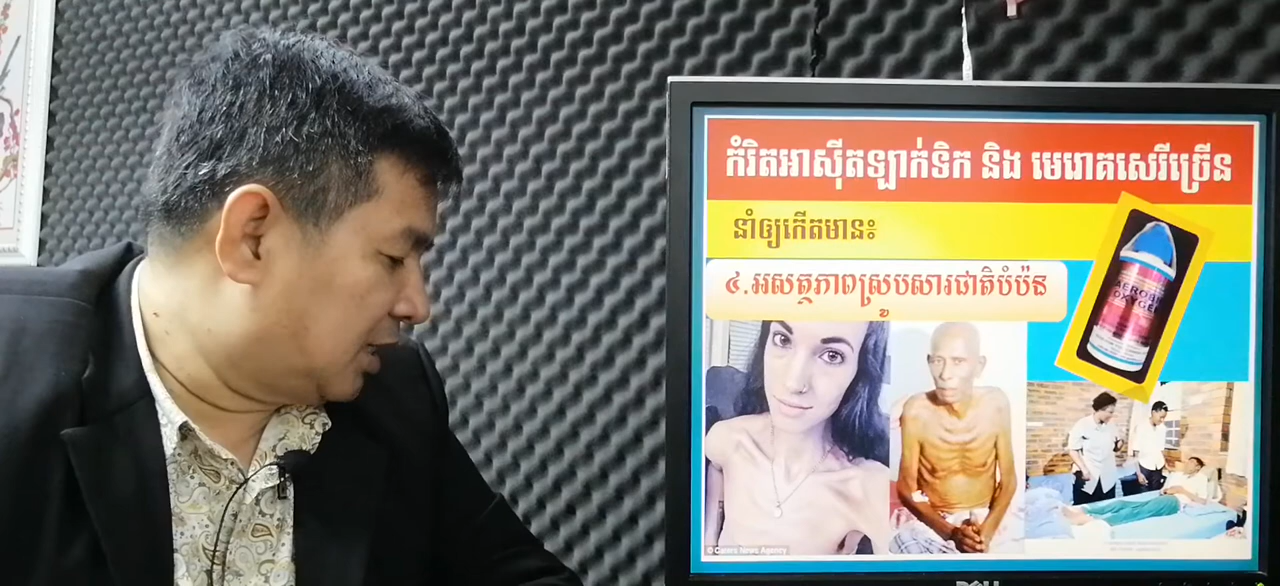 កំរិតអាស៊ីតឡាក់ទិក និង មេរោគសេរីច្រើន
នាំឲ្យកើតមាន៖
៤.អសត្ថភាពស្រូបសារជាតិបំប៉ន
AEROBIC
OXYGEN
© Caters News Agency
DELL